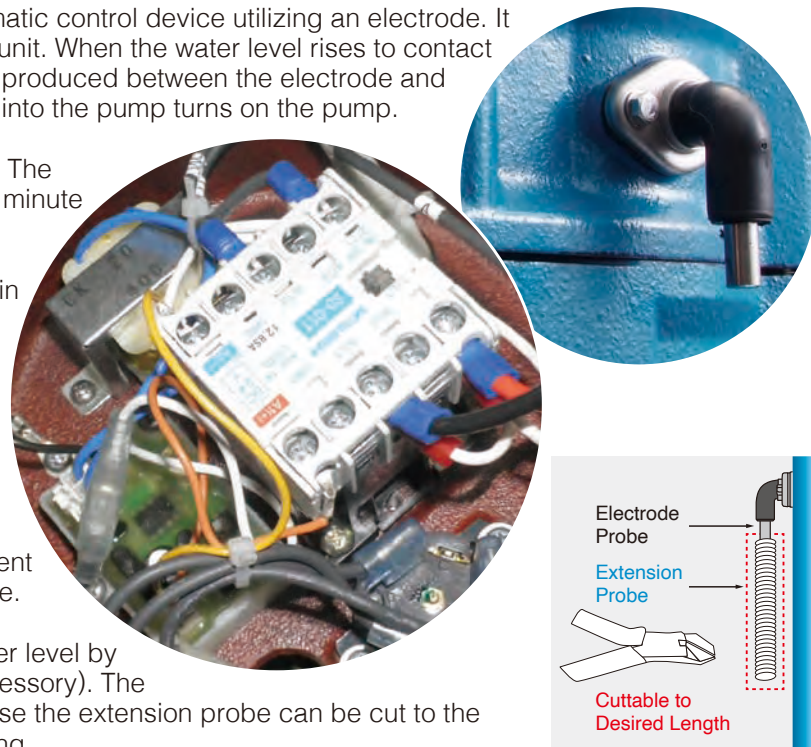 matic control device utilizing an electrode. It
unit. When the water level rises to contact
produced between the electrode and
into the pump turns on the pump.
The
minute
in
ent
e.
er level by
essory). The
se the extension probe can be cut to the
ng
Electrode
Probe
Extension
Probe
Cuttable to
Desired Length